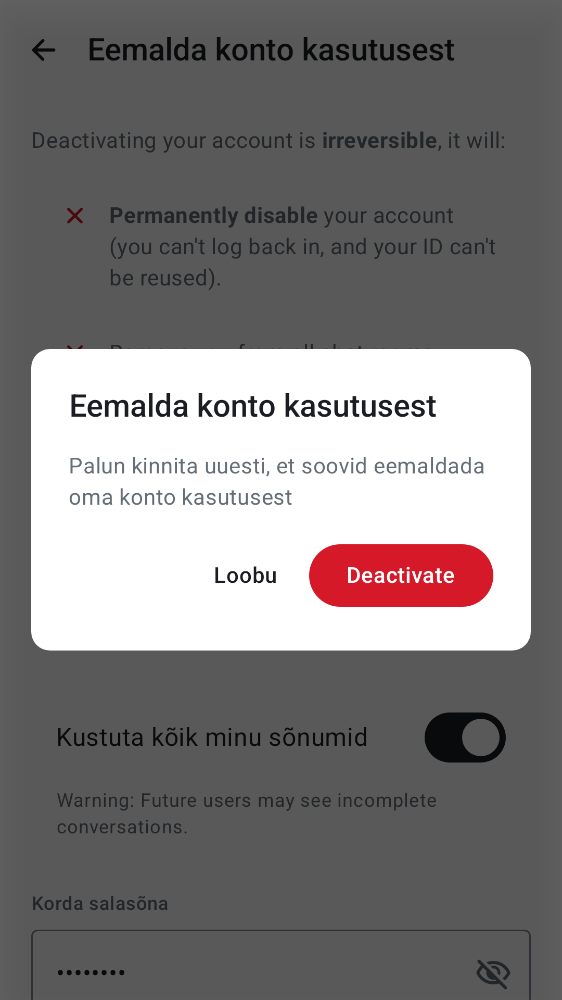 Eemalda konto kasutusest
Deactivating your account is irreversible, it will:
Permanently disable your account
(you can't log back in, and your ID can't
be reused).
Eemalda konto kasutusest
Palun kinnita uuesti, et soovid eemaldada
oma konto kasutusest
Loobu
Deactivate
Kustuta kõik minu sõnumid
Warning: Future users may see incomplete
conversations.
Korda salasõna
••••••••